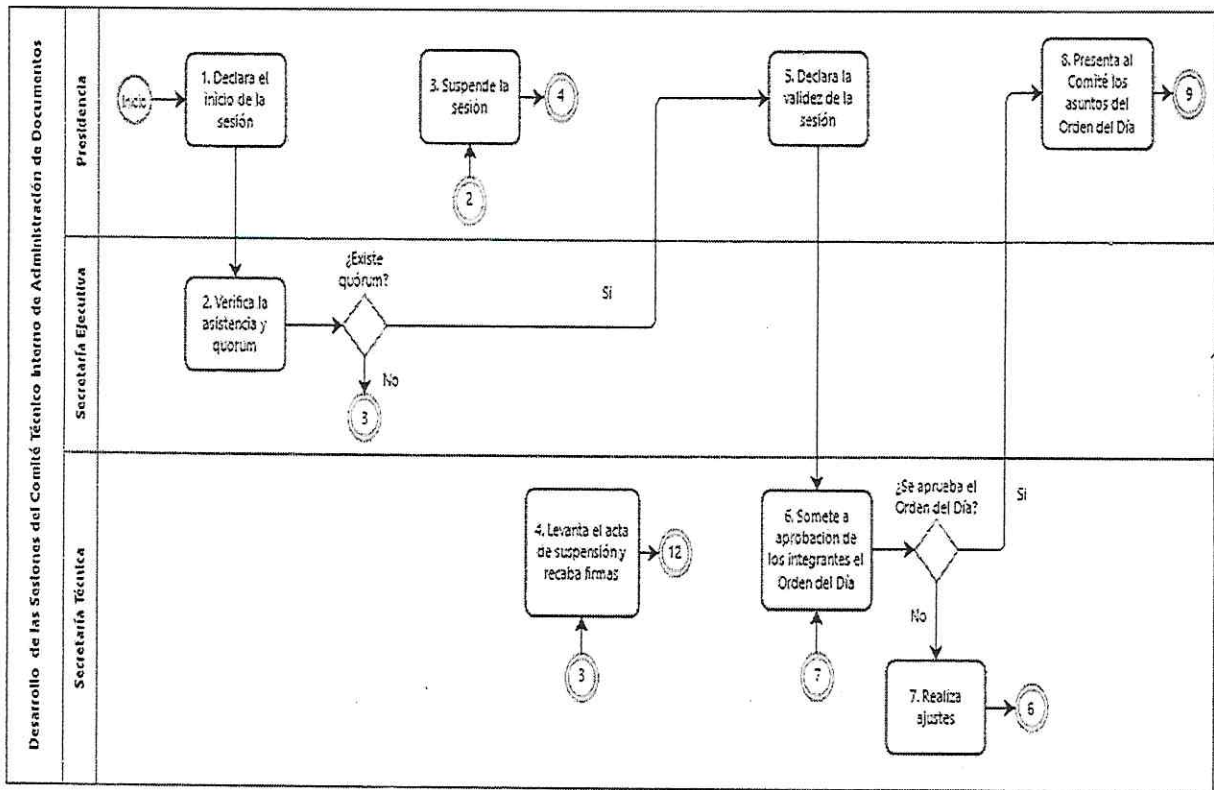 Desarrollo de las Sesiones del Comité Técnico Interno de Administración de Documentos
Presidencia
Inicio
1. Declara el
inicio de la
sesión
3. Suspende la
sesión
4
2
5. Declara la
validez de la
sesión
8. Presenta al
Comité los
asuntos del
Orden del Día
9
Secretaría Ejecutiva
2. Verifica la
asistencia y
quorum
¿Existe
quórum?
Si
No
3
Secretaría Técnica
4. Levanta el acta
de suspensión y
recaba firmas
12
3
6. Somete a
aprobación de
los integrantes el
Orden del Día
7
¿Se aprueba el
Orden del Día?
Si
No
7. Realiza
ajustes
6